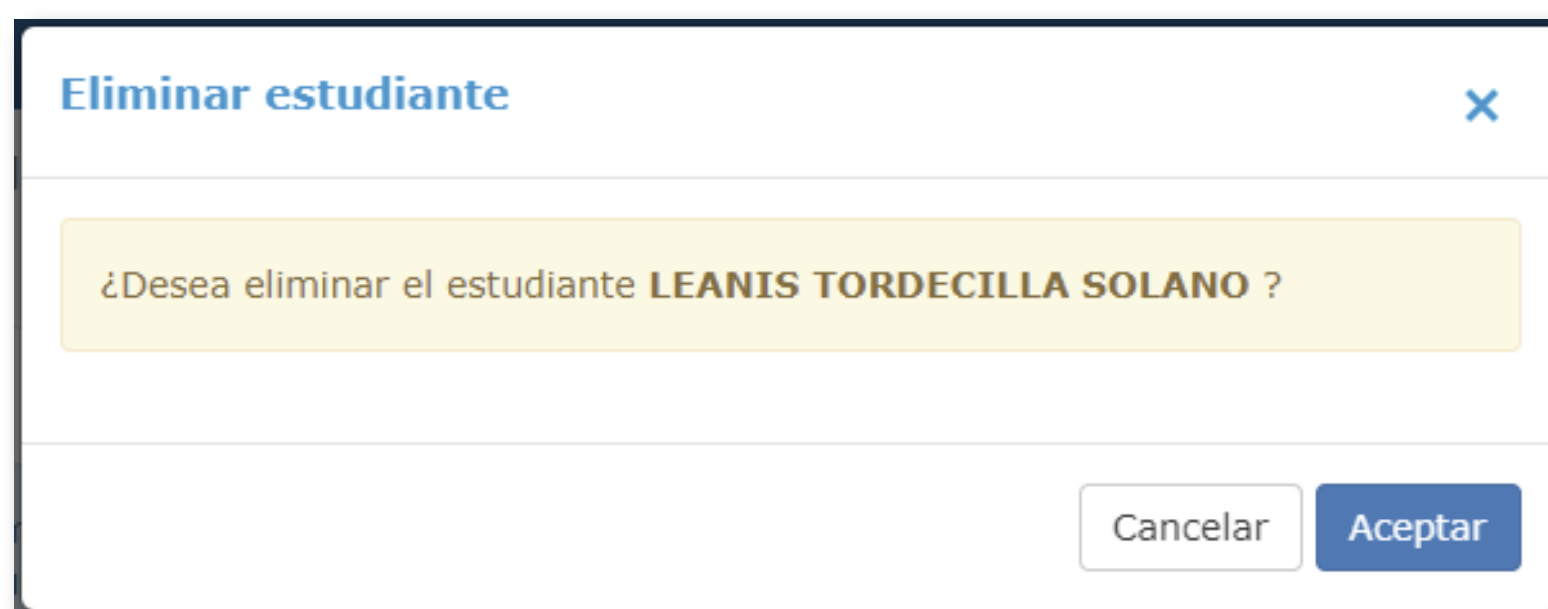 Eliminar estudiante
¿Desea eliminar el estudiante LEANIS TORDECILLA SOLANO ?
Cancelar Aceptar